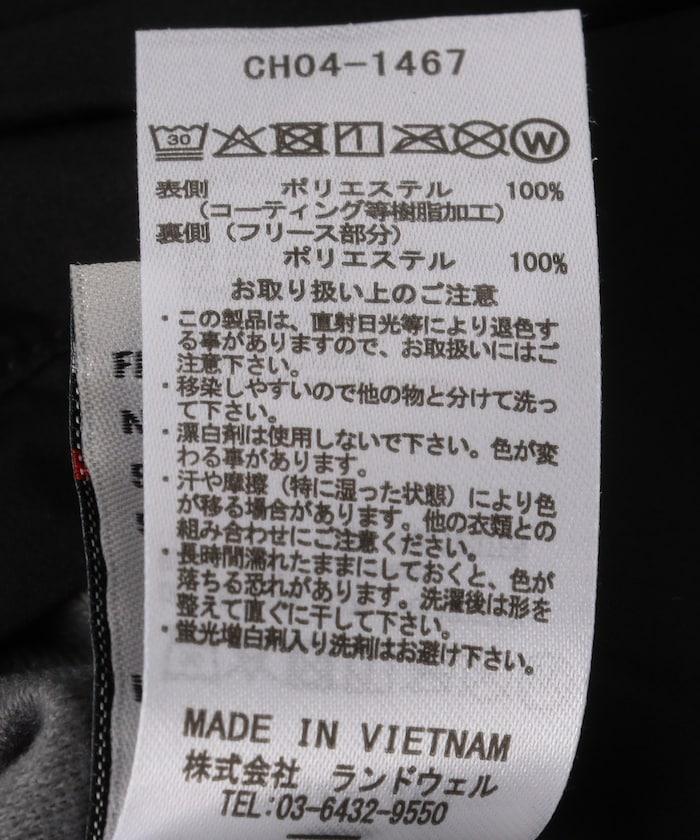 CH04-1467
30
W
表側 ポリエステル 100%
(コーティング等樹脂加工)
裏側(フリース部分)
ポリエステル 100%
お取り扱い上のご注意
・この製品は、直射日光等により退色す
る事がありますので、お取扱いにはご
注意下さい。
・移染しやすいので他の物と分けて洗っ
て下さい。
・漂白剤は使用しないで下さい。色が変
わる事があります。
・汗や摩擦(特に湿った状態)により色
が移る場合があります。他の衣類との
組み合わせにご注意ください。
・長時間濡れたままにしておくと、色が
落ちる恐れがあります。洗濯後は形を
整えて直ぐに干して下さい。
・蛍光増白剤入り洗剤はお避け下さい。
MADE IN VIETNAM
株式会社 ランドウェル
TEL:03-6432-9550